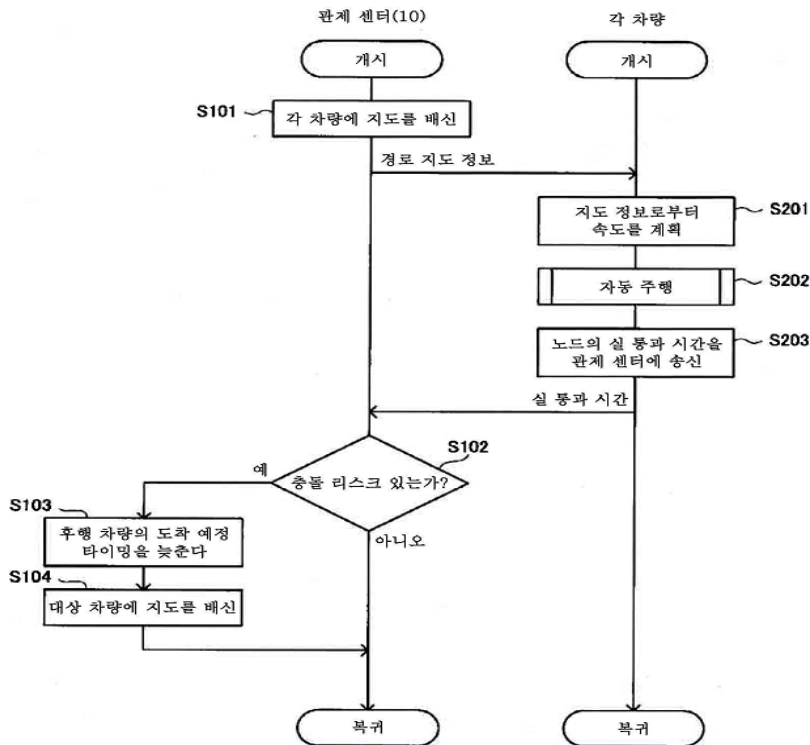 관제 센터(10)
각 차량
개시
개시
S101
각 차량에 지도를 배신
경로 지도 정보
지도 정보로부터
속도를 계획
S201
자동 주행
S202
노드의 실 통과 시간을
관제 센터에 송신
S203
실 통과 시간
S102
예
충돌 리스크 있는가?
S103
후행 차량의 도착 예정
타이밍을 늦춘다
아니오
S104
대상 차량에 지도를 배신
복귀
복귀